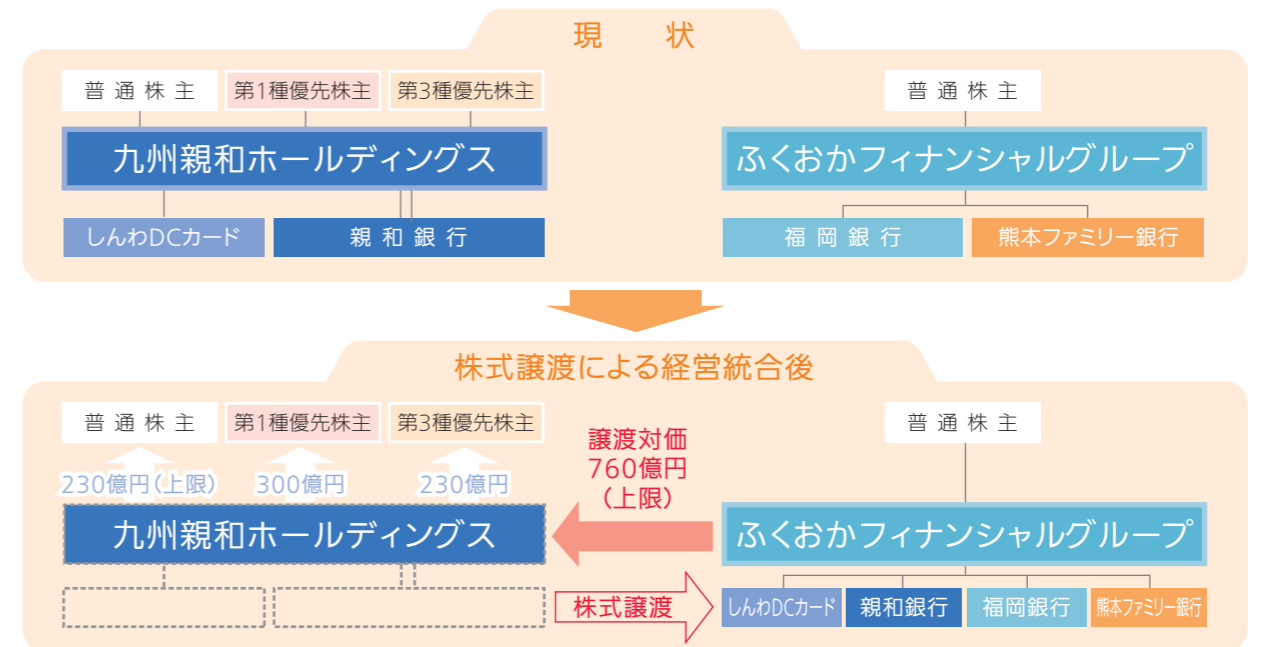 現 状
普通株主
第1種優先株主
第3種優先株主
普通株主
九州親和ホールディングス
ふくおかフィナンシャルグループ
しんわDCカード
親和銀行
福岡銀行
熊本ファミリー銀行
株式譲渡による経営統合後
普通株主
第1種優先株主
第3種優先株主
普通株主
230億円(上限)
300億円
230億円
譲渡対価
760億円
(上限)
九州親和ホールディングス
ふくおかフィナンシャルグループ
株式譲渡
しんわDCカード
親和銀行
福岡銀行
熊本ファミリー銀行